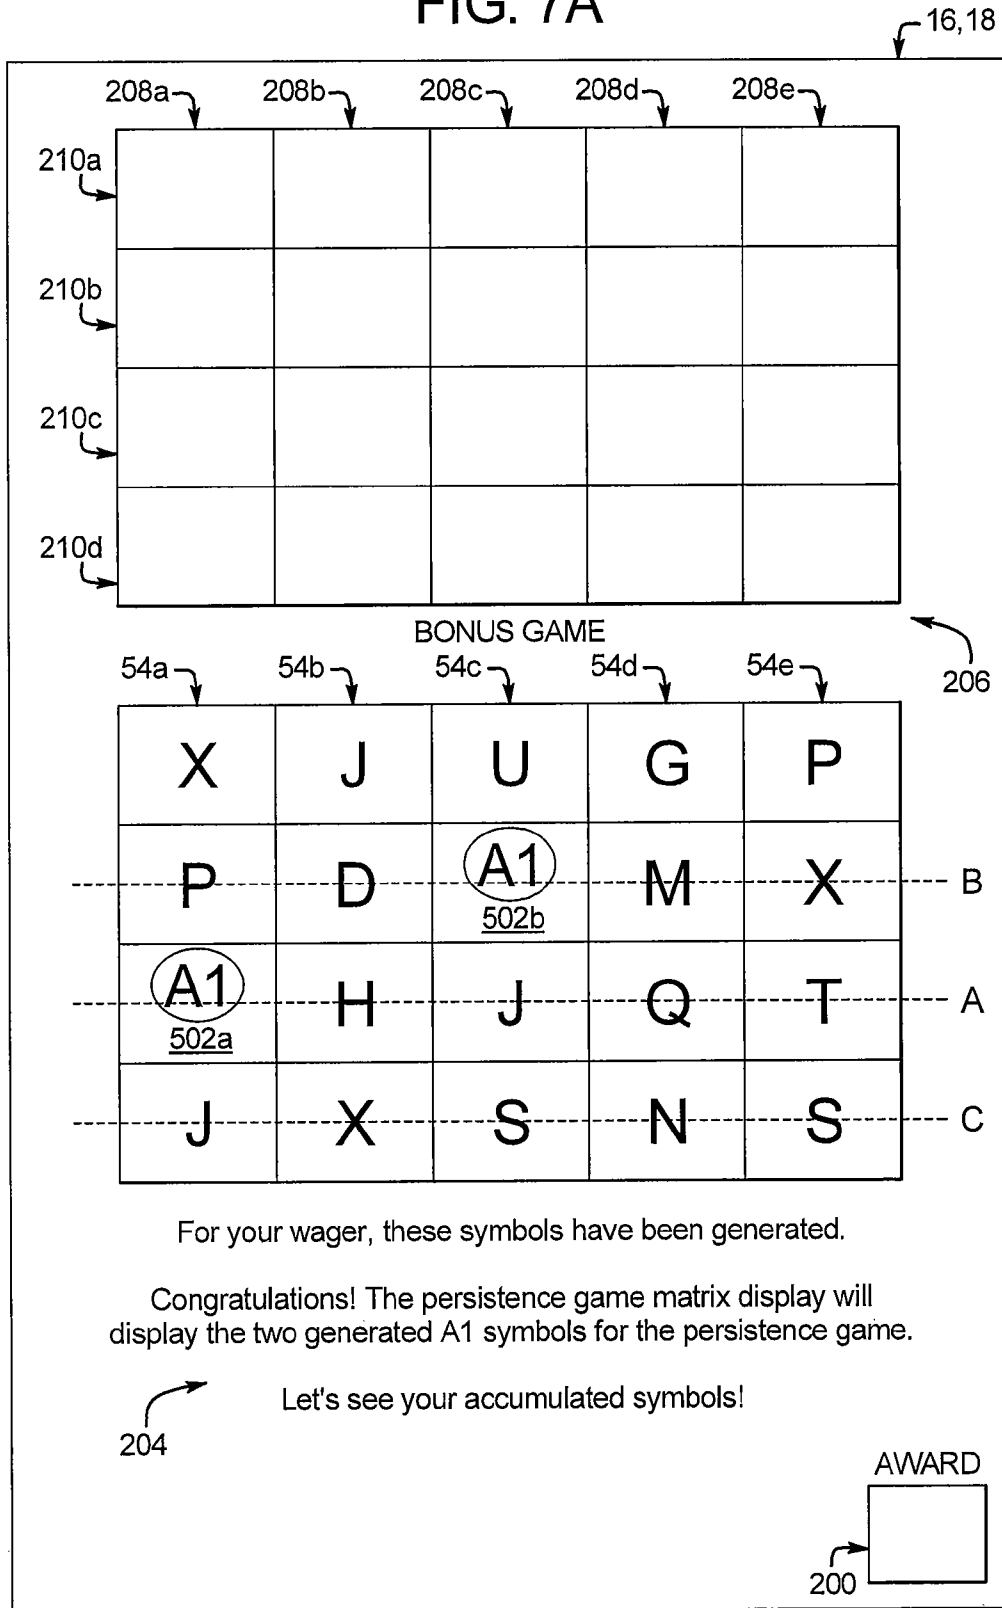 FIG. 7A
16,18
208a 208b 208c 208d 208e
210a
210b
210c
210d
BONUS GAME
206
54a 54b 54c 54d 54e
X J U G P
P D A1 M X B
502b
A1 H J Q T A
502a
J X S N S C
For your wager, these symbols have been generated.
Congratulations! The persistence game matrix display will
display the two generated A1 symbols for the persistence game.
Let's see your accumulated symbols!
204
AWARD
200